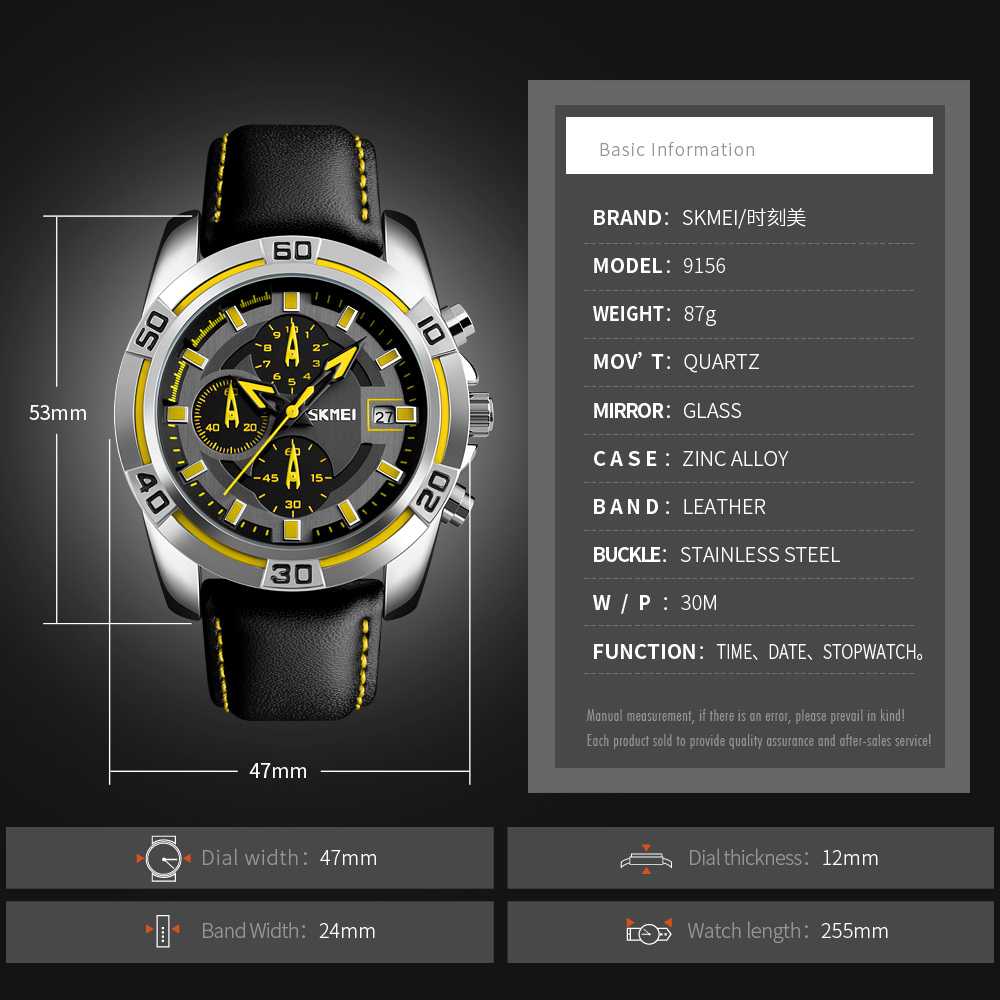 Basic Information
BRAND: SKMEI/时刻美
MODEL: 9156
WEIGHT: 87g
MOV’ T: QUARTZ
MIRROR: GLASS
CASE: ZINC ALLOY
BAND: LEATHER
BUCKLE: STAINLESS STEEL
W / P : 30M
FUNCTION: TIME、DATE、STOPWATCH。
Manual measurement, if there is an error, please prevail in kind!
Each product sold to provide quality assurance and after-sales service!
60
10
20
30
40
50
9 10 1
8 2
7 3
6 5 4
60
40 20
SKMEI
27
60
45 15
30
53mm
47mm
Dial width: 47mm
Dial thickness: 12mm
Band Width: 24mm
Watch length: 255mm